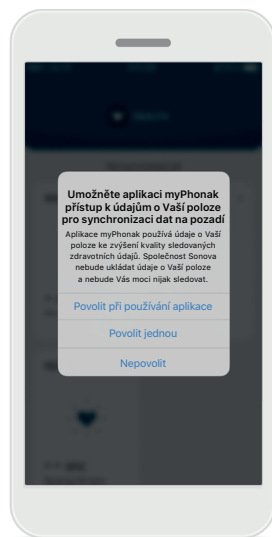 Umožněte aplikaci myPhonak
přístup k údajům o Vaší poloze
pro synchronizaci dat na pozadí
Aplikace myPhonak používá údaje o Vaší
poloze ke zvýšení kvality sledovaných
zdravotních údajů. Společnost Sonova
nebude ukládat údaje o Vaší poloze
a nebude Vás moci nijak sledovat.
Povolit při používání aplikace
Povolit jednou
Nepovolit